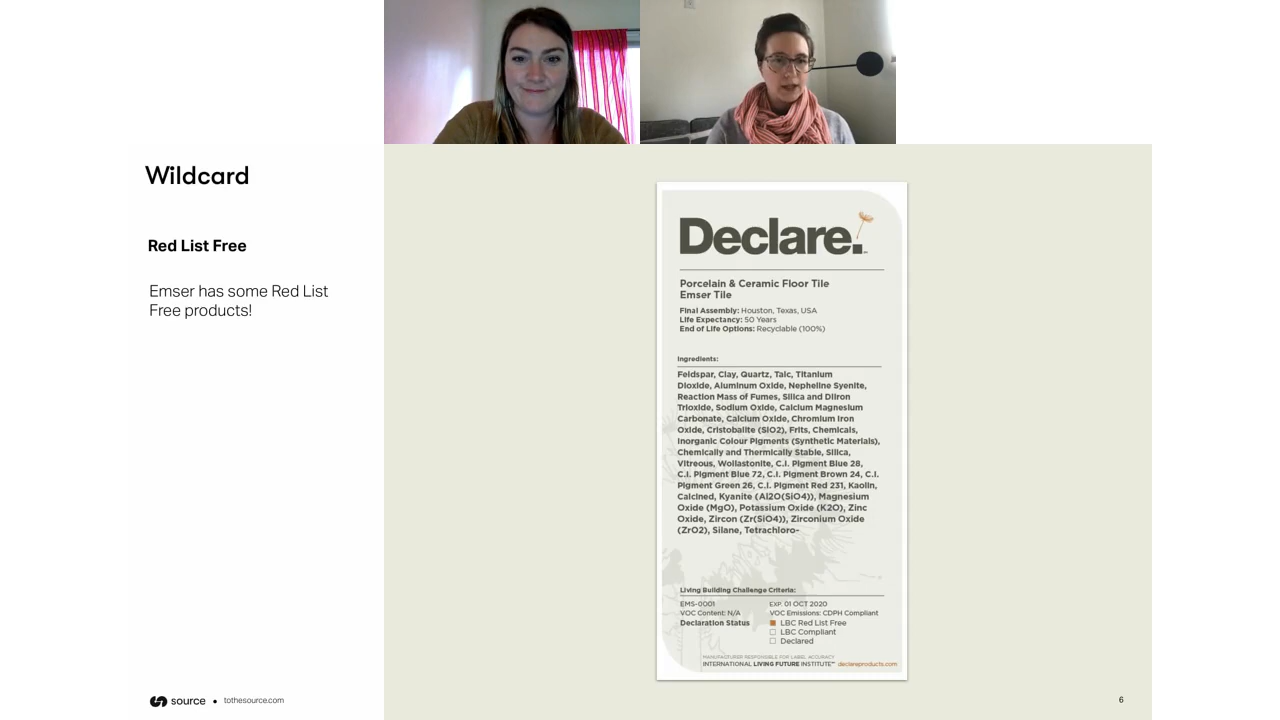 Wildcard
Red List Free
Emser has some Red List
Free products!
Declare.
Porcelain & Ceramic Floor Tile
Emser Tile
Final Assembly: Houston, Texas, USA
Life Expectancy: 50 Years
End of Life Options: Recyclable (100%)
Ingredients:
Feldspar, Clay, Quartz, Talc, Titanium
Dioxide, Aluminum Oxide, Nepheline Syenite,
Reaction Mass of Fumes, Silica and Diiron
Trioxide, Sodium Oxide, Calcium Magnesium
Carbonate, Calcium Oxide, Chromium Iron
Oxide, Cristobalite (SiO2), Frits, Chemicals,
Inorganic Colour Pigments (Synthetic Materials),
Chemically and Thermically Stable, Silica,
Vitreous, Wollastonite, C.I. Pigment Blue 28,
C.I. Pigment Blue 72, C.I. Pigment Brown 24, C.I.
Pigment Green 26, C.I. Pigment Red 231, Kaolin,
Calcined, Kyanite (Al2O(SiO4)), Magnesium
Oxide (MgO), Potassium Oxide (K2O), Zinc
Oxide, Zircon (Zr(SiO4)), Zirconium Oxide
(ZrO2), Silane, Tetrachloro-
Living Building Challenge Criteria:
EMS-0001 EXP. 01 OCT 2020
VOC Content: N/A VOC Emissions: CDPH Compliant
Declaration Status LBC Red List Free
LBC Compliant
Declared
MANUFACTURER RESPONSIBLE FOR LABEL ACCURACY
INTERNATIONAL LIVING FUTURE INSTITUTE™ declareproducts.com
source • tothesource.com
6